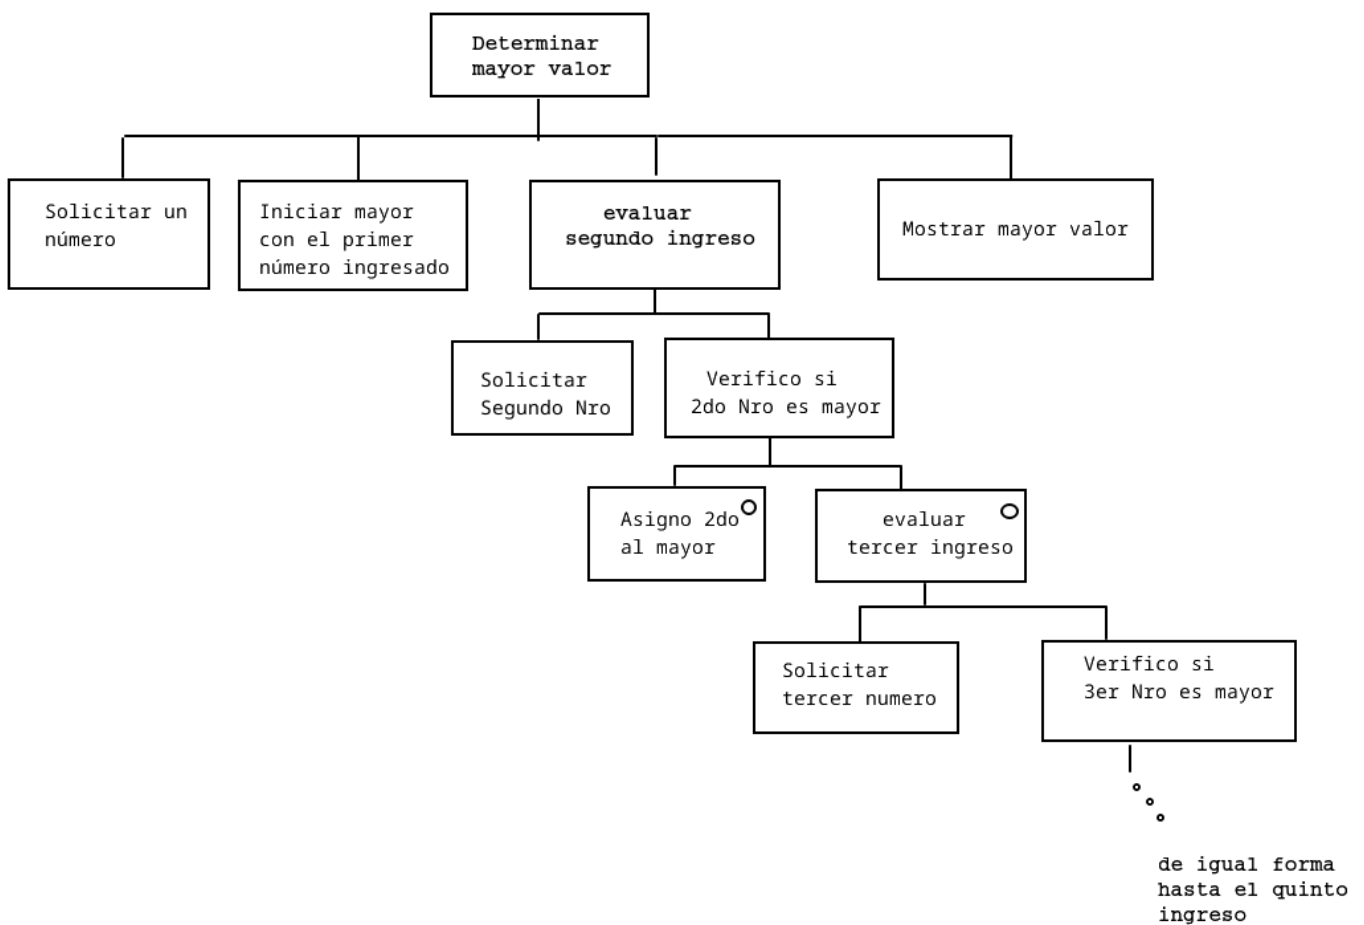 Determinar
mayor valor
Solicitar un
número
Iniciar mayor
con el primer
número ingresado
evaluar
segundo ingreso
Mostrar mayor valor
Solicitar
Segundo Nro
Verifico si
2do Nro es mayor
Asigno 2do
al mayor
evaluar
tercer ingreso
Solicitar
tercer numero
Verifico si
3er Nro es mayor
de igual forma
hasta el quinto
ingreso